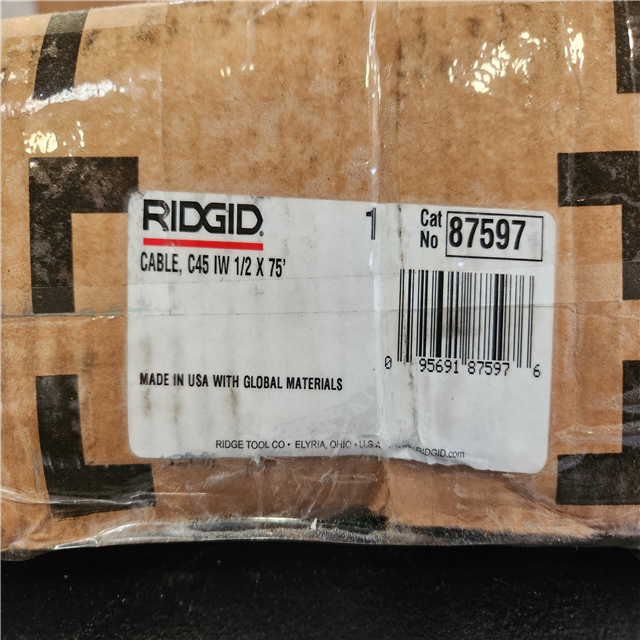 RIDGID
1
Cat No 87597
CABLE, C45 IW 1/2 X 75'
0 95691 87597 6
MADE IN USA WITH GLOBAL MATERIALS
RIDGE TOOL CO • ELYRIA, OHIO • U.S.A. RIDGID.com